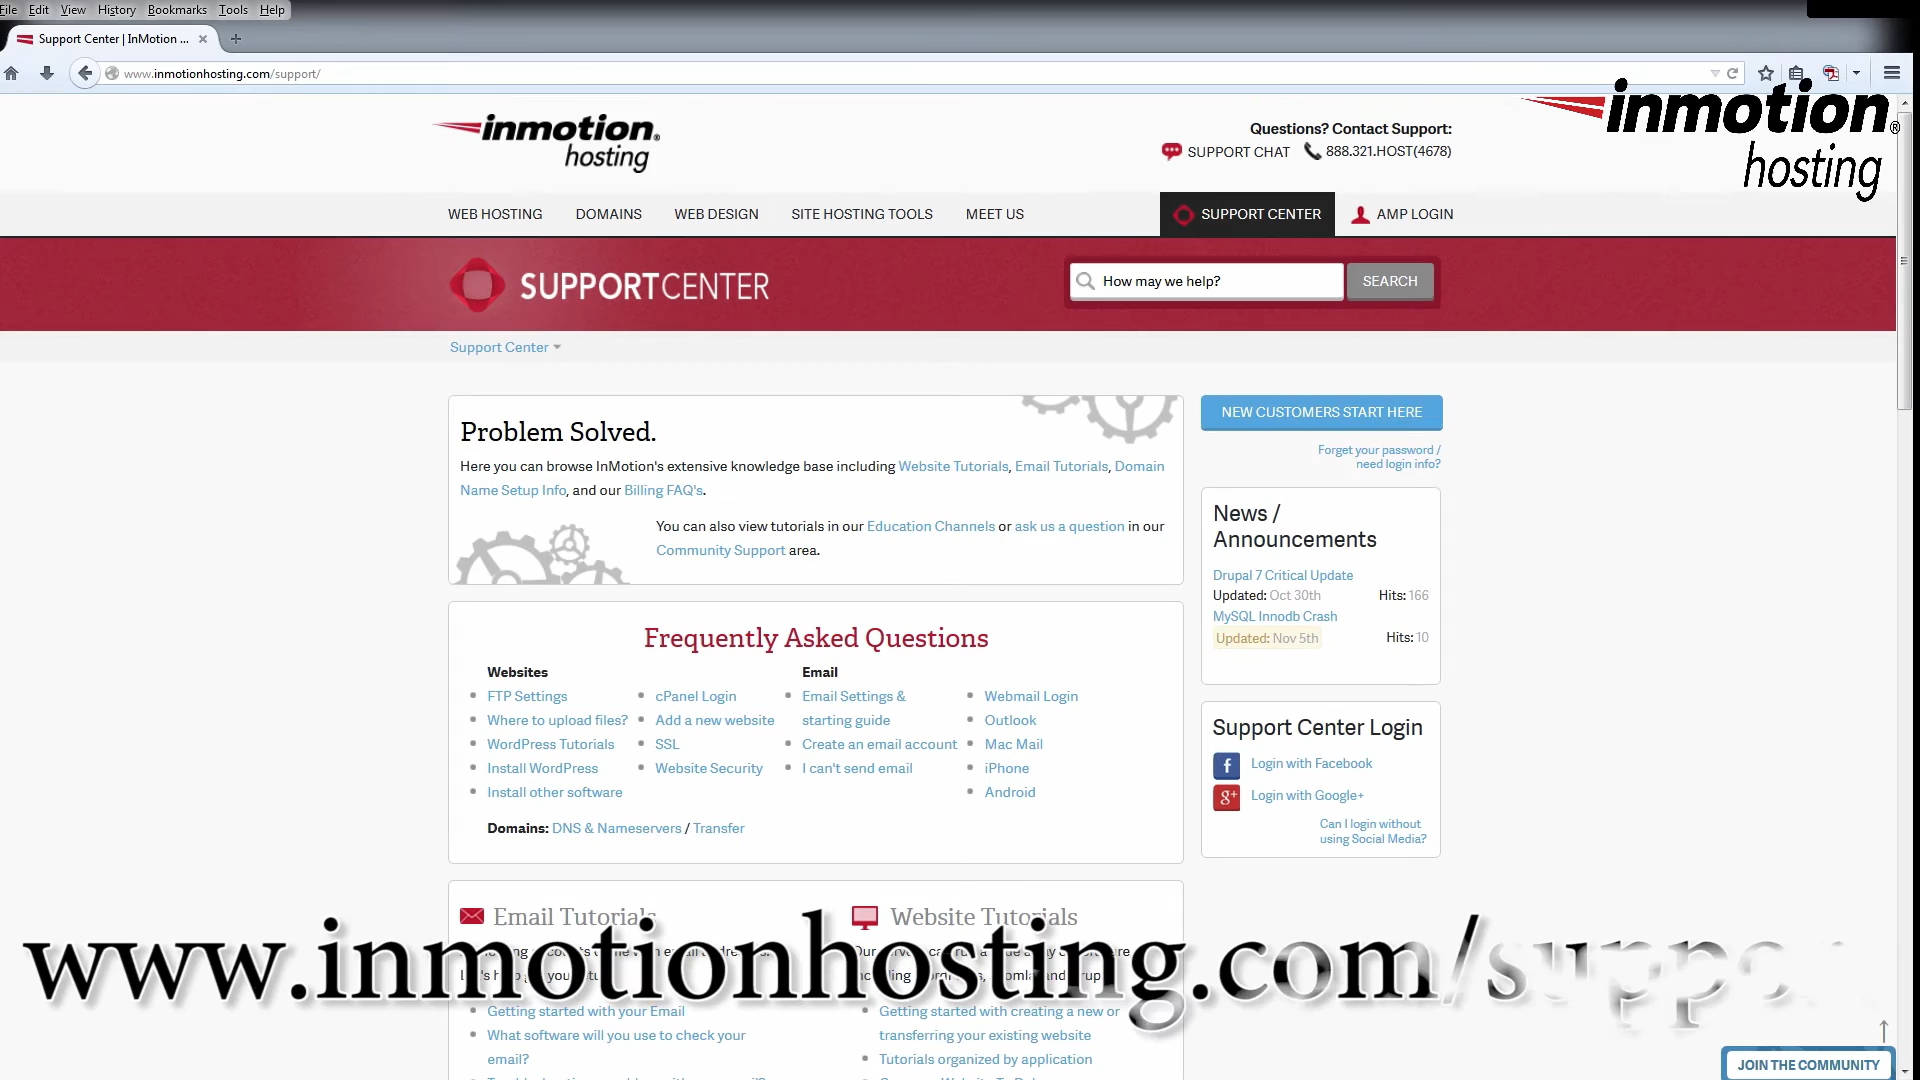 File Edit View History Bookmarks Tools Help
Support Center | InMotion ...
www.inmotionhosting.com/support/
inmotion®
hosting
inmotion®
hosting
Questions? Contact Support:
SUPPORT CHAT 888.321.HOST(4678)
WEB HOSTING DOMAINS WEB DESIGN SITE HOSTING TOOLS MEET US SUPPORT CENTER AMP LOGIN
SUPPORTCENTER
How may we help? SEARCH
Support Center
Problem Solved.
Here you can browse InMotion's extensive knowledge base including Website Tutorials, Email Tutorials, Domain
Name Setup Info, and our Billing FAQ's.
You can also view tutorials in our Education Channels or ask us a question in our
Community Support area.
NEW CUSTOMERS START HERE
Forget your password /
need login info?
News /
Announcements
Drupal 7 Critical Update
Updated: Oct 30th Hits: 166
MySQL Innodb Crash
Updated: Nov 5th Hits: 10
Frequently Asked Questions
Websites
FTP Settings
Where to upload files?
WordPress Tutorials
Install WordPress
Install other software
cPanel Login
Add a new website
SSL
Website Security
Email
Email Settings &
starting guide
Create an email account
I can't send email
Webmail Login
Outlook
Mac Mail
iPhone
Android
Domains: DNS & Nameservers / Transfer
Support Center Login
f Login with Facebook
g+ Login with Google+
Can I login without
using Social Media?
Email Tutorials
Getting started with your Email
What software will you use to check your
email?
Website Tutorials
Getting started with creating a new or
transferring your existing website
Tutorials organized by application
www.inmotionhosting.com/suppo
JOIN THE COMMUNITY